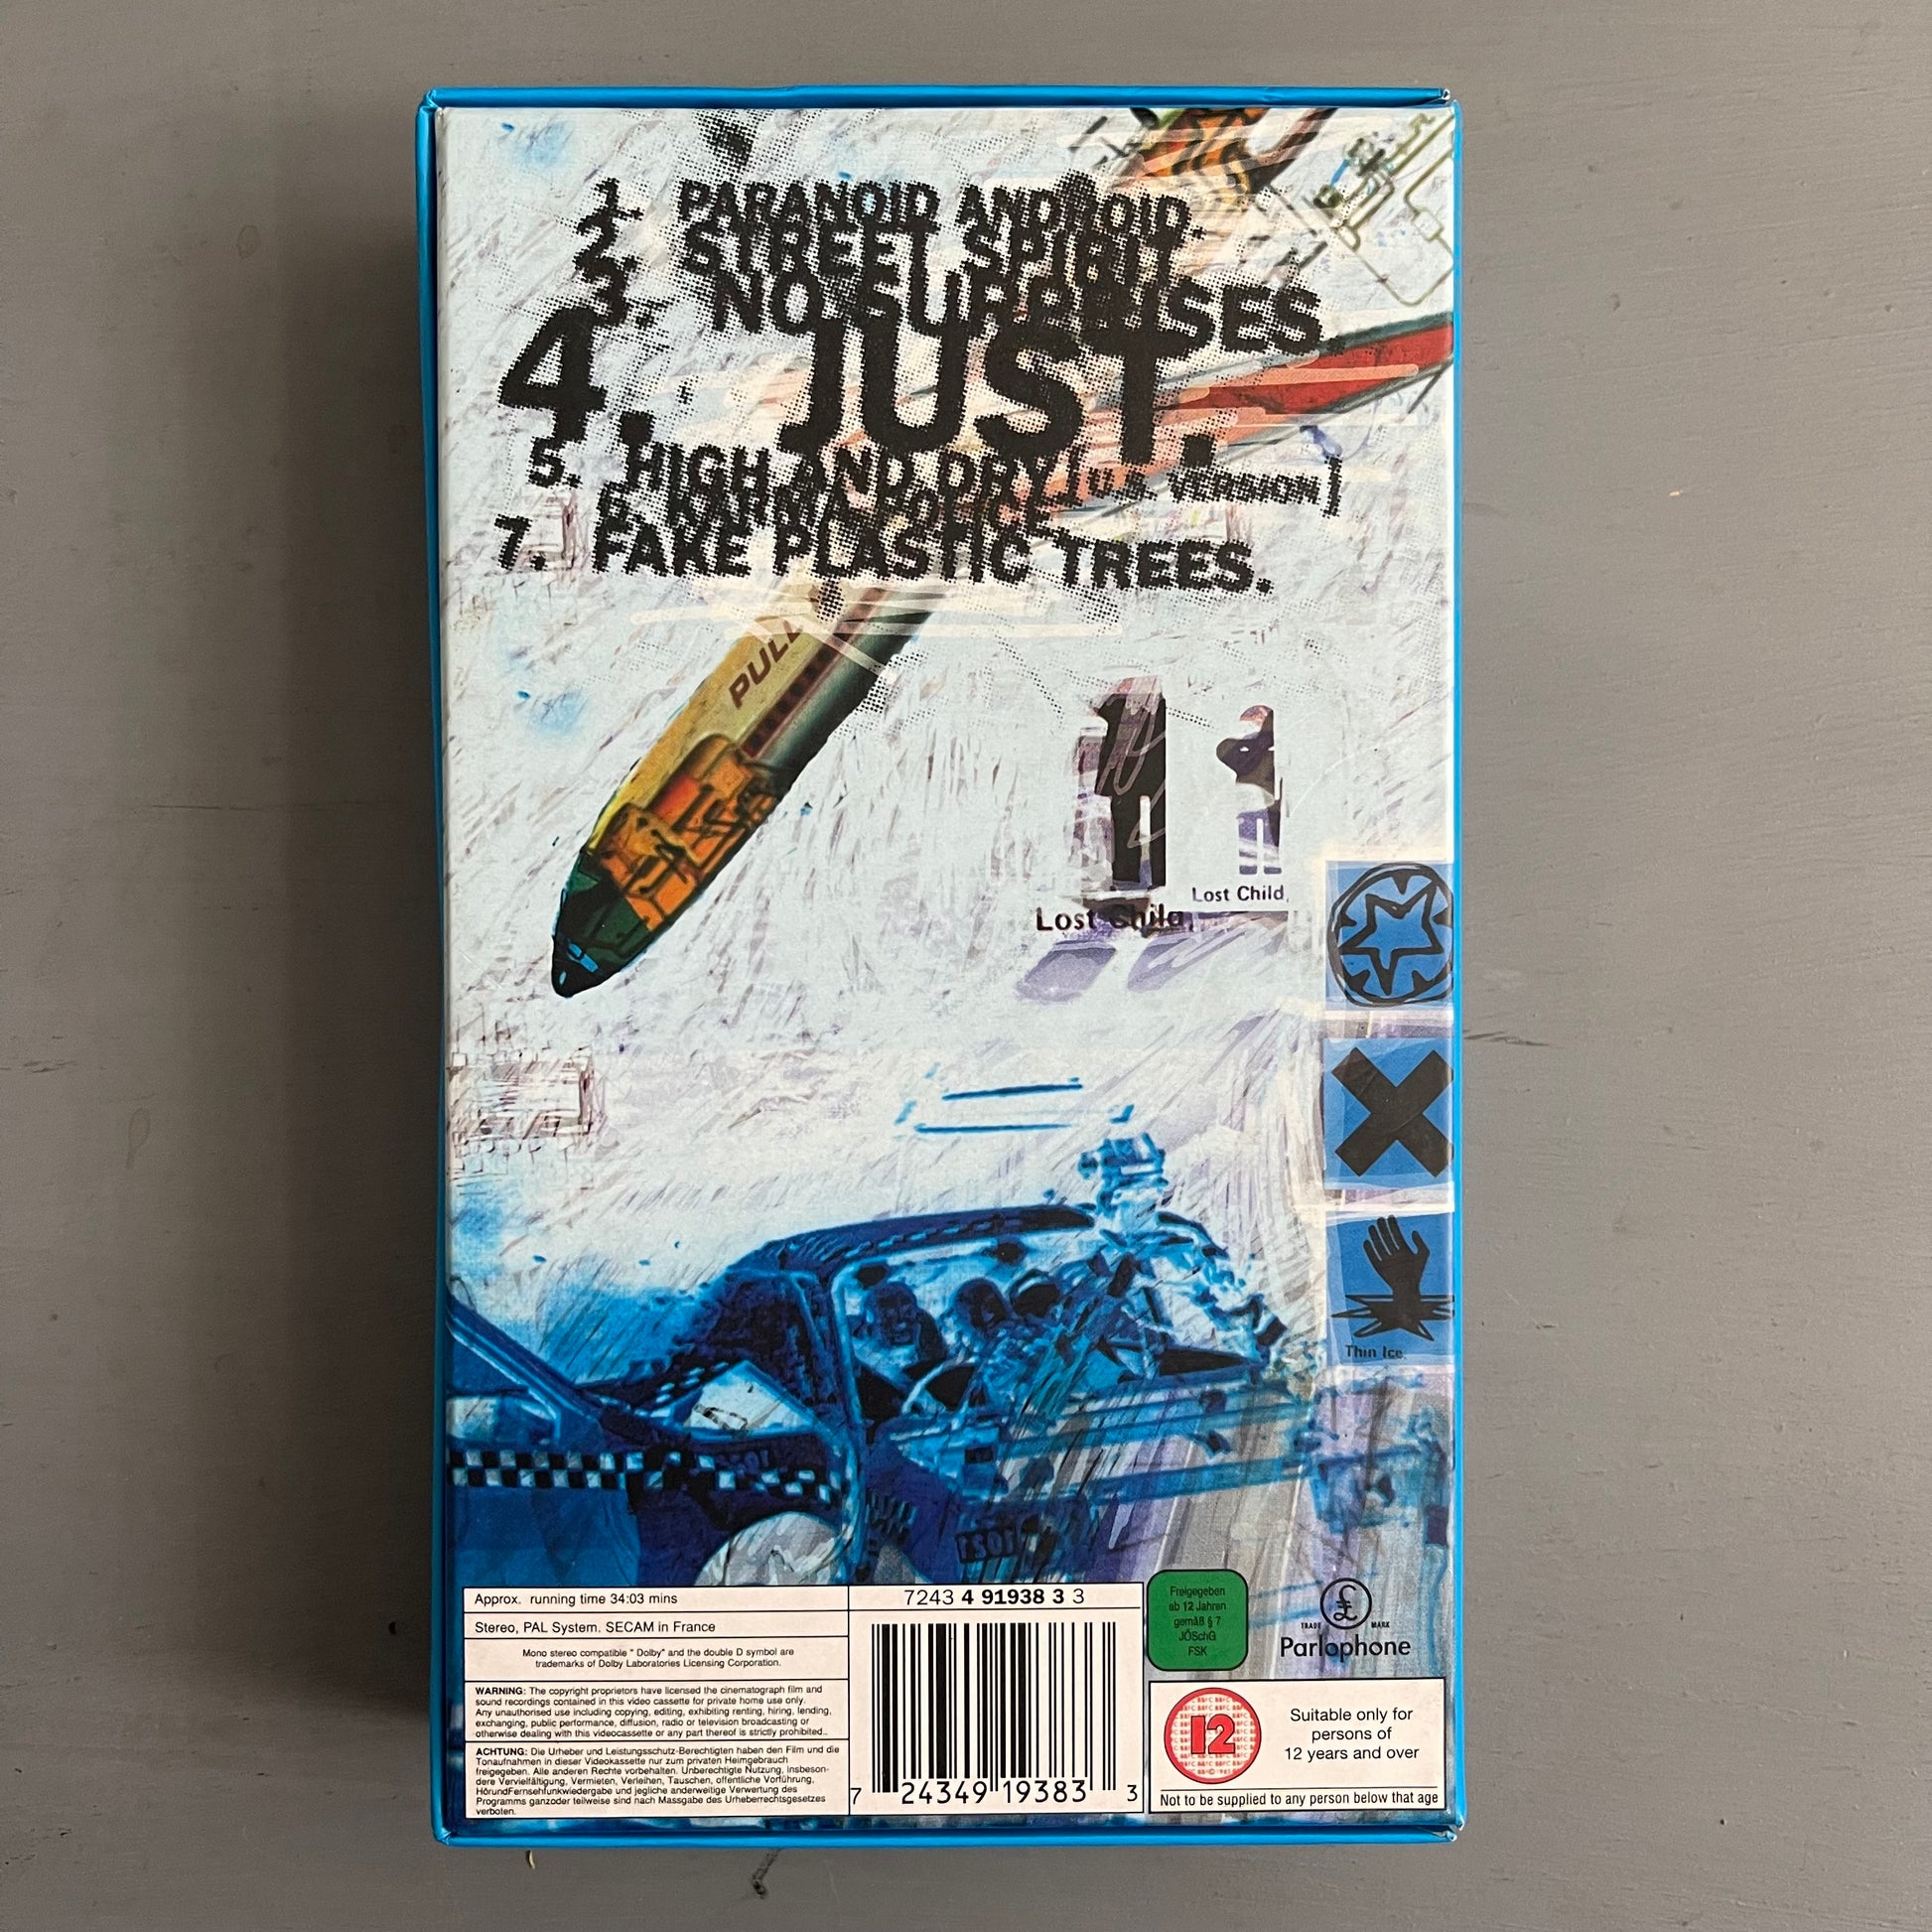 1. PARANOID ANDROID.
2. STREET SPIRIT
3. NO SURPRISES.
4. JUST.
5. HIGH AND DRY [U.S. VERSION]
6. KARMA POLICE
7. FAKE PLASTIC TREES.
PULL
Lost Child
Lost Child
Thin Ice.
Approx. running time 34:03 mins
Stereo, PAL System. SECAM in France
Mono stereo compatible " Dolby" and the double D symbol are
trademarks of Dolby Laboratories Licensing Corporation.
WARNING: The copyright proprietors have licensed the cinematograph film and
sound recordings contained in this video cassette for private home use only.
Any unauthorised use including copying, editing, exhibiting renting, hiring, lending,
exchanging, public performance, diffusion, radio or television broadcasting or
otherwise dealing with this videocassette or any part thereof is strictly prohibited..
ACHTUNG: Die Urheber und Leistungsschutz-Berechtigten haben den Film und die
Tonaufnahmen in dieser Videokassette nur zum privaten Heimgebrauch
freigegeben. Alle anderen Rechte vorbehalten. Unberechtigte Nutzung, Insbeson-
dere Vervielfältigung, Vermieten, Verleihen, Tauschen, offentliche Vorführung,
HörundFernsehfunkwiedergabe und jegliche anderweitige Verwertung des
Programms ganzoder teilweise sind nach Massgabe des Urheberrechtsgesetzes
verboten.
7243 4 91938 3 3
7 24349 19383 3
Freigegeben
ab 12 Jahren
gemäß § 7
JÖSchG
FSK
TRADE MARK
Parlophone
12
Suitable only for
persons of
12 years and over
Not to be supplied to any person below that age